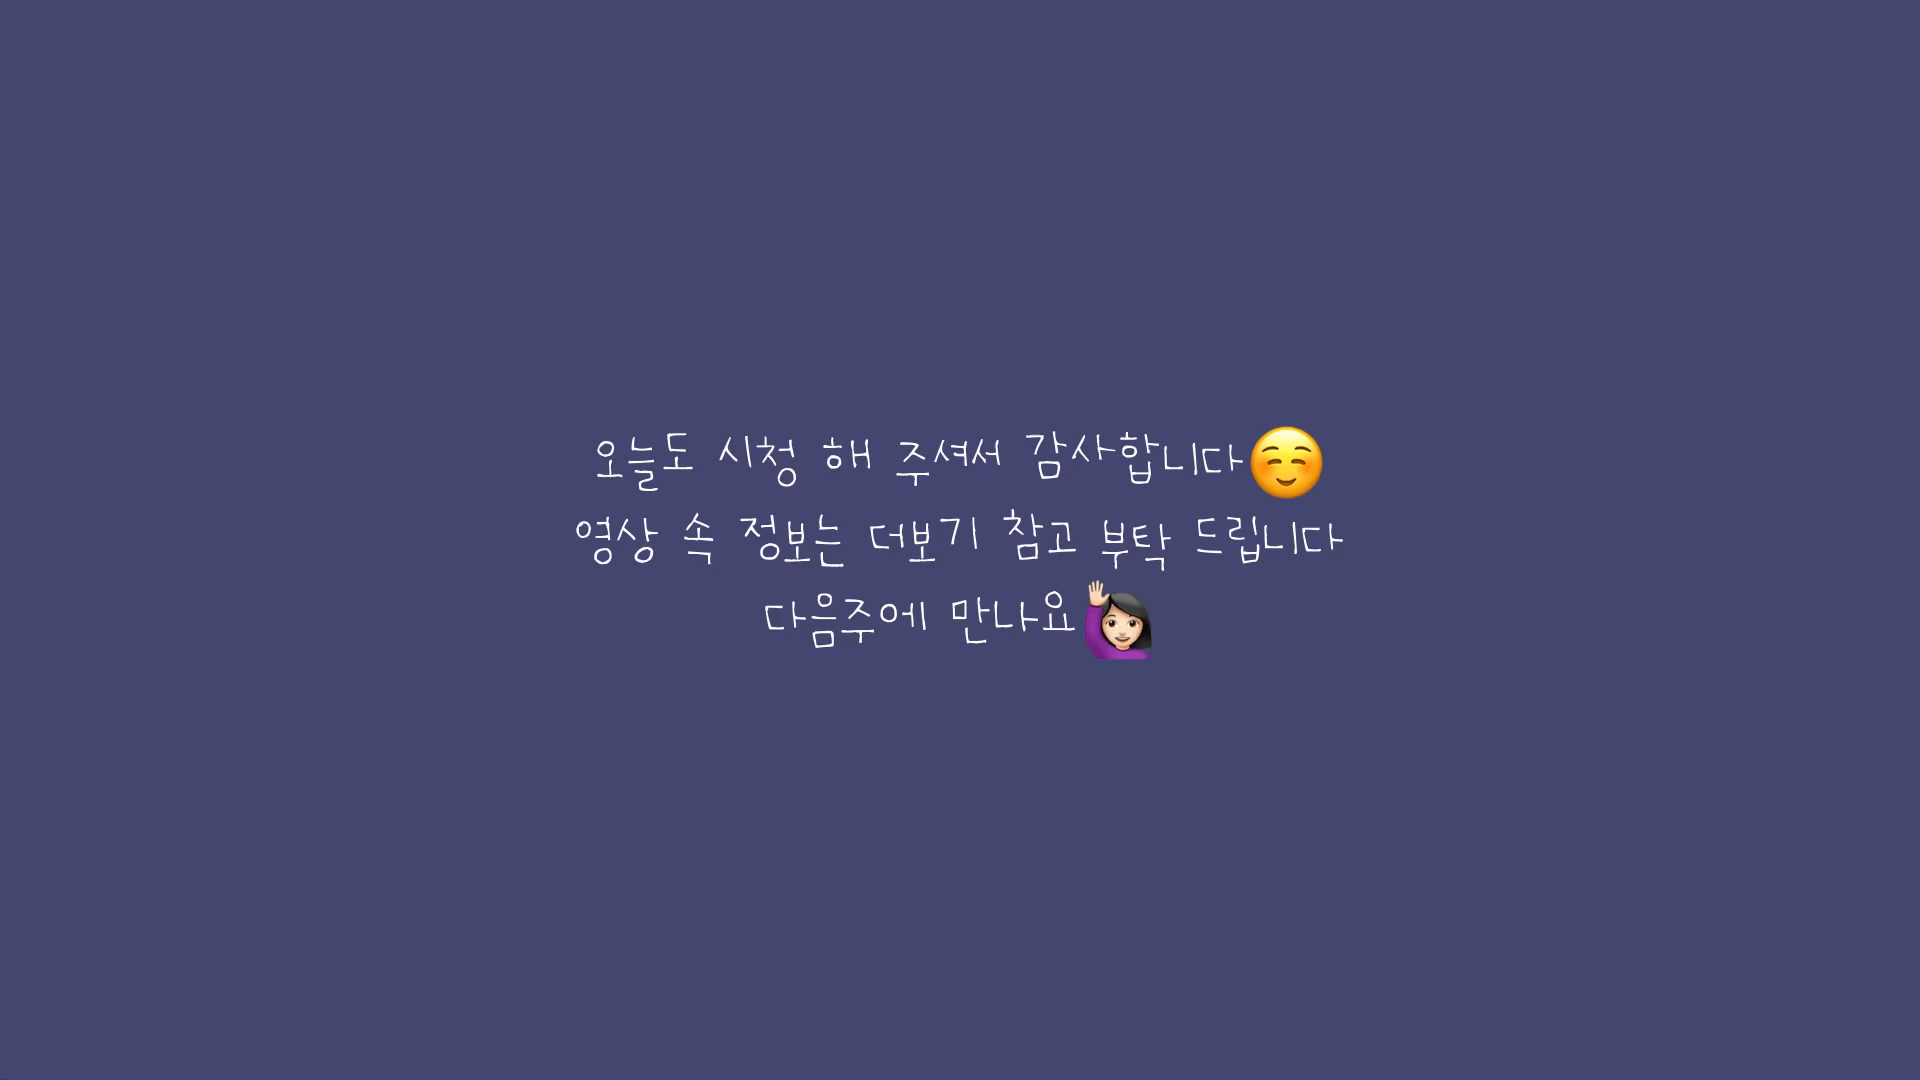 오늘도 시청 해 주셔서 감사합니다☺️
영상 속 정보는 더보기 참고 부탁 드립니다
다음주에 만나요🙋🏻‍♀️